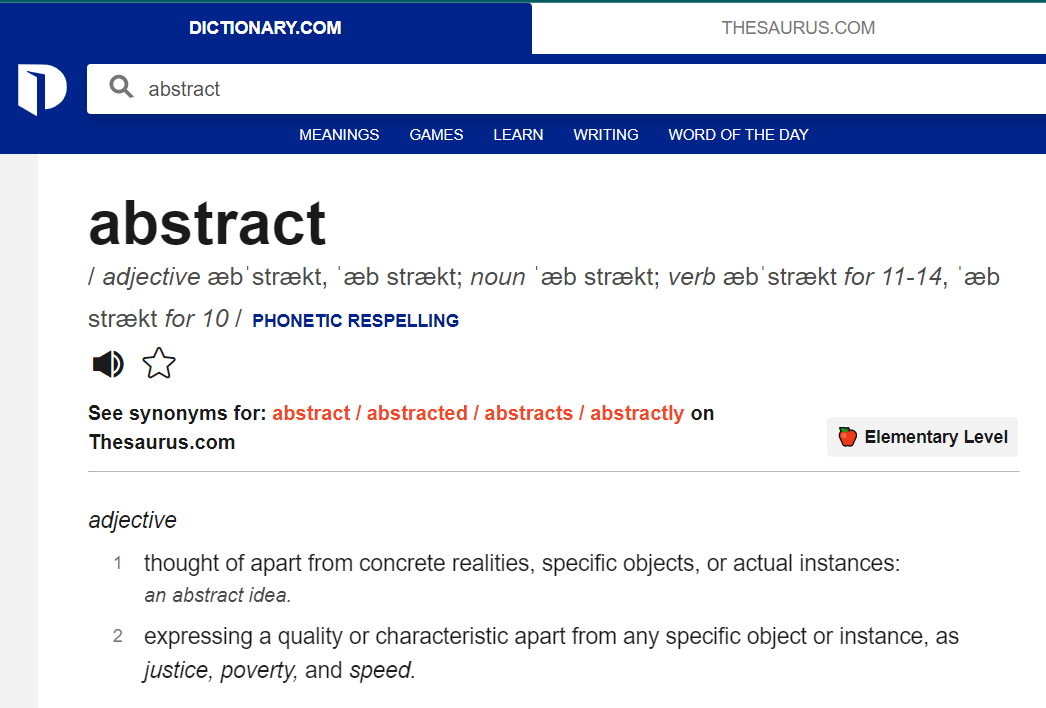 DICTIONARY.COM
THESAURUS.COM
abstract
MEANINGS GAMES LEARN WRITING WORD OF THE DAY
abstract
/ adjective æbˈstrækt, ˈæb strækt; noun ˈæb strækt; verb æbˈstrækt for 11-14, ˈæb
strækt for 10 / PHONETIC RESPELLING
See synonyms for: abstract / abstracted / abstracts / abstractly on
Thesaurus.com
Elementary Level
adjective
1 thought of apart from concrete realities, specific objects, or actual instances:
an abstract idea.
2 expressing a quality or characteristic apart from any specific object or instance, as
justice, poverty, and speed.